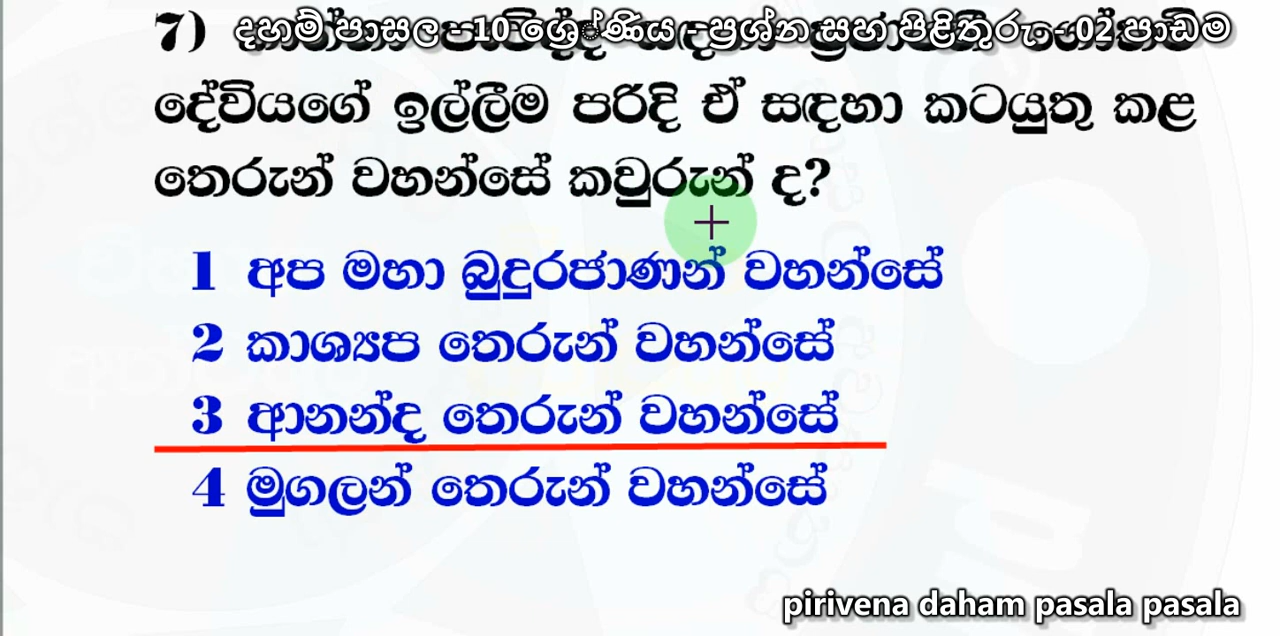 දහම් පාසල - 10 ශ්‍රේණිය - ප්‍රශ්න සහ පිළිතුරු - 02 පාඩම
7)
දේවියගේ ඉල්ලීම පරිදි ඒ සඳහා කටයුතු කළ
තෙරුන් වහන්සේ කවුරුන් ද?
1 අප මහා බුදුරජාණන් වහන්සේ
2 කාශ්‍යප තෙරුන් වහන්සේ
3 ආනන්ද තෙරුන් වහන්සේ
4 මුගලන් තෙරුන් වහන්සේ
pirivena daham pasala pasala